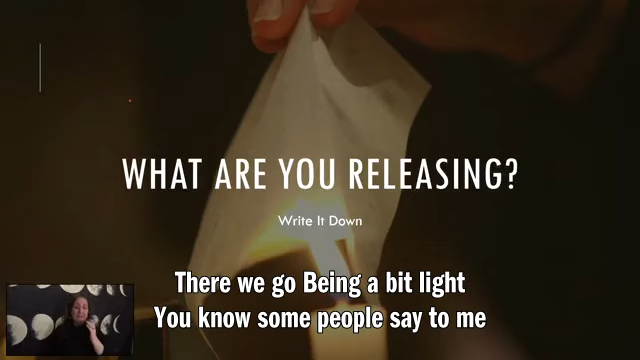 WHAT ARE YOU RELEASING?
Write It Down
There we go Being a bit light
You know some people say to me